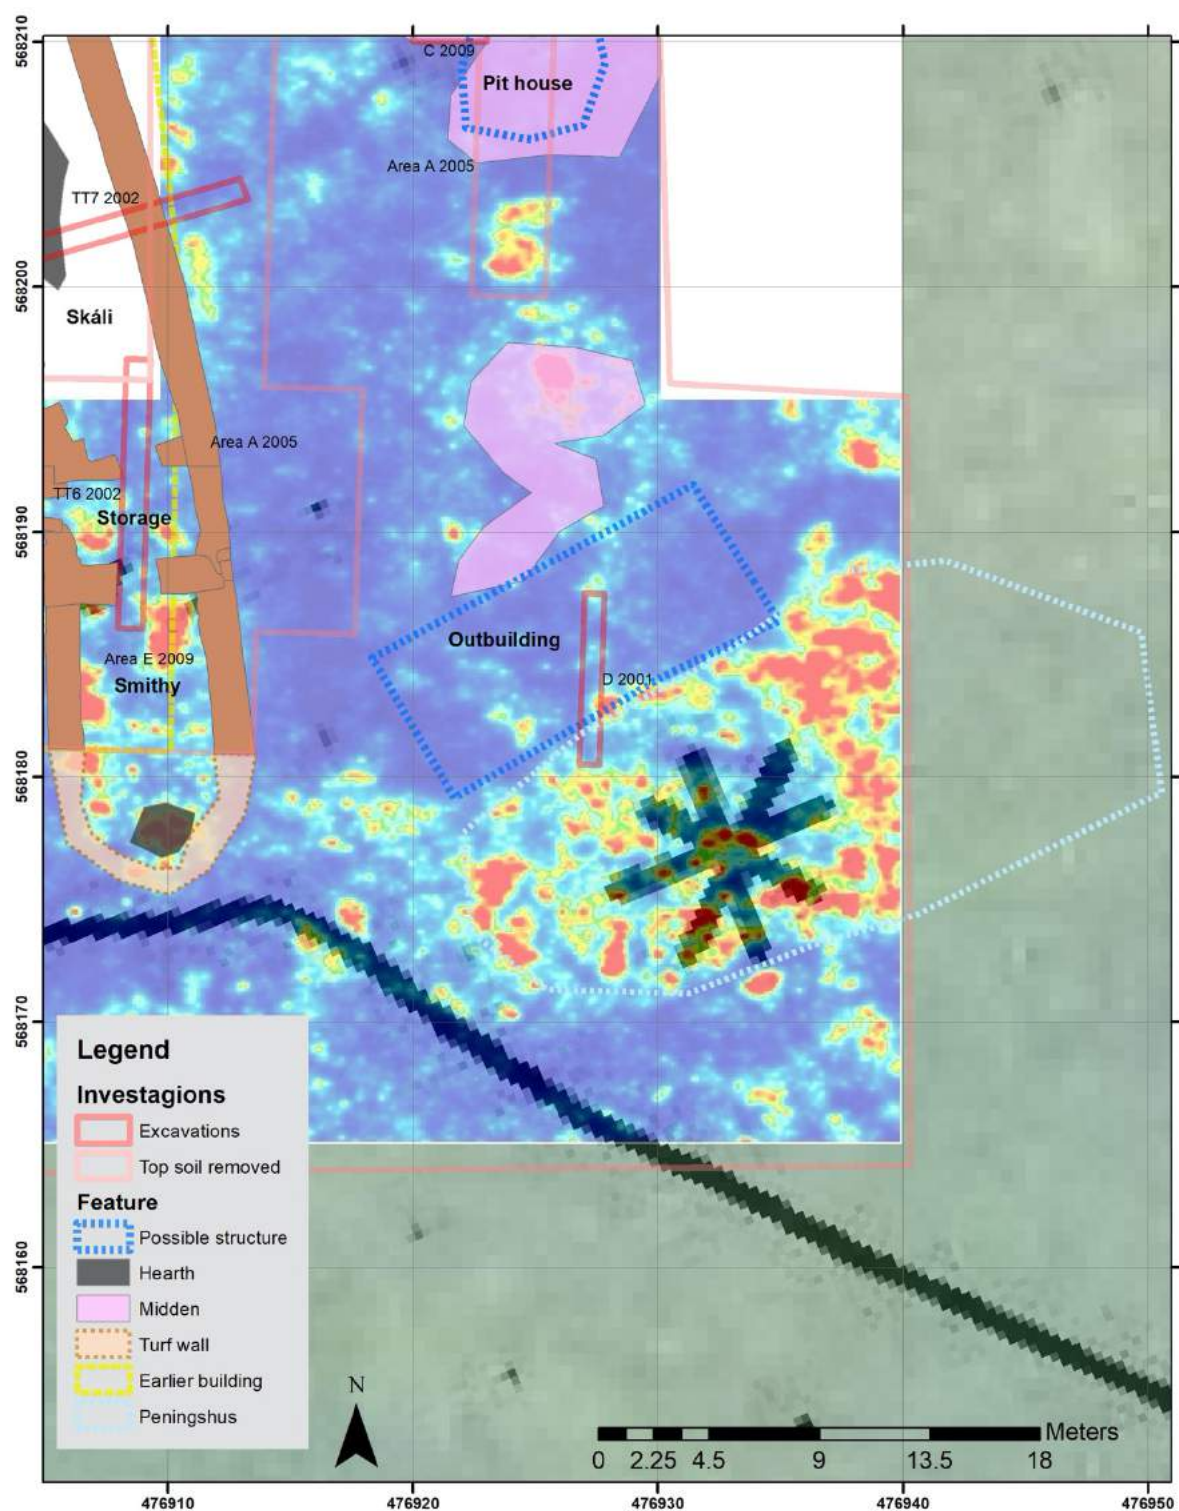 568210
C 2009
Pit house
Area A 2005
TT7 2002
568200
Skáli
Area A 2005
TT6 2002
Storage
568190
Outbuilding
Area E 2009
D 2001
Smithy
568180
568170
568160
Legend
Investagions
Excavations
Top soil removed
Feature
Possible structure
Hearth
Midden
Turf wall
Earlier building
Peningshus
N
Meters
0 2.25 4.5 9 13.5 18
476910 476920 476930 476940 476950